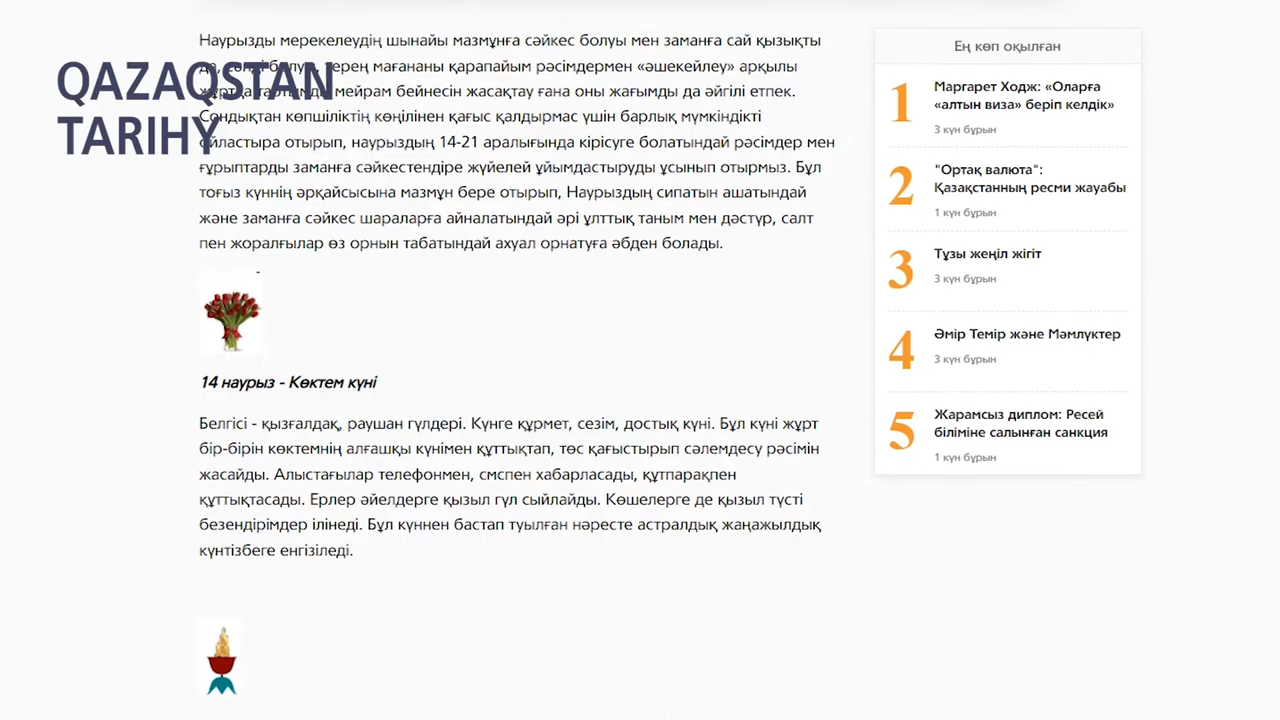 Наурызды мерекелеудің шынайы мазмұнға сәйкес болуы мен заманға сай қызықты
QAZAQSTAN
TARIHY
да, сәнді болуы, терең мағананы қарапайым рәсімдермен «әшекейлеу» арқылы
жұртқа тартымды мейрам бейнесін жасақтау ғана оны жағымды да әйгілі етпек.
Сондықтан көпшіліктің көңілінен қағыс қалдырмас үшін барлық мүмкіндікті
ойластыра отырып, наурыздың 14-21 аралығында кірісуге болатындай рәсімдер мен
ғұрыптарды заманға сәйкестендіре жүйелей ұйымдастыруды ұсынып отырмыз. Бұл
тоғыз күннің әрқайсысына мазмұн бере отырып, Наурыздың сипатын ашатындай
және заманға сәйкес шараларға айналатындай әрі ұлттық таным мен дәстүр, салт
пен жоралғылар өз орнын табатындай ахуал орнатуға әбден болады.
14 наурыз - Көктем күні
Белгісі - қызғалдақ, раушан гүлдері. Күнге құрмет, сезім, достық күні. Бұл күні жұрт
бір-бірін көктемнің алғашқы күнімен құттықтап, төс қағыстырып сәлемдесу рәсімін
жасайды. Алыстағылар телефонмен, смспен хабарласады, құтпарақпен
құттықтасады. Ерлер әйелдерге қызыл гүл сыйлайды. Көшелерге де қызыл түсті
безендірімдер ілінеді. Бұл күннен бастап туылған нәресте астралдық жаңажылдық
күнтізбеге енгізіледі.
Ең көп оқылған
1
Маргарет Ходж: «Оларға
«алтын виза» беріп келдік»
3 күн бұрын
2
"Ортақ валюта":
Қазақстанның ресми жауабы
1 күн бұрын
3
Тұзы жеңіл жігіт
3 күн бұрын
4
Әмір Темір және Мәмлүктер
3 күн бұрын
5
Жарамсыз диплом: Ресей
біліміне салынған санкция
1 күн бұрын